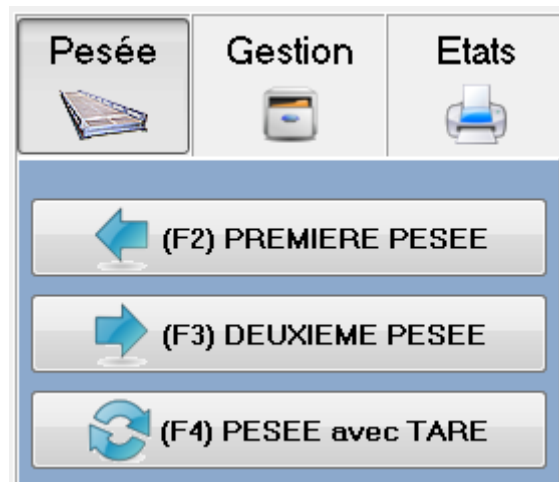 Pesée Gestion Etats
(F2) PREMIERE PESEE
(F3) DEUXIEME PESEE
(F4) PESEE avec TARE